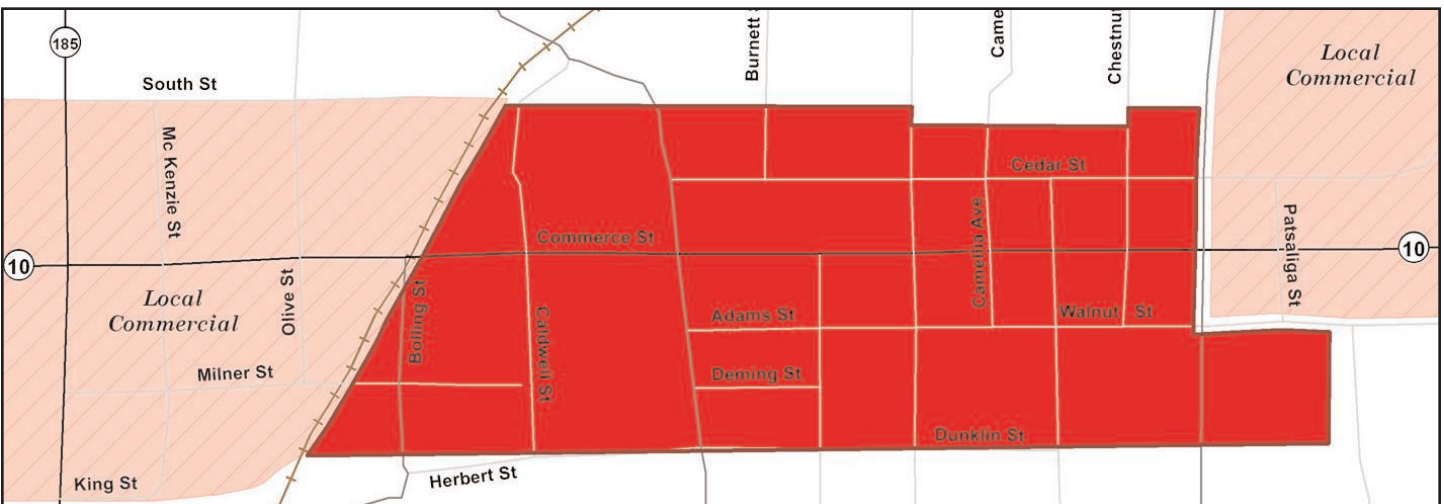 185
South St
Burnett
Came
Chestnut
Local
Commercial
Mc Kenzie St
Cedar St
Commerce St
Camellia Ave
Patsaliga St
10
10
Local
Commercial
Olive St
Bolling St
Caldwell St
Adams St
Walnut St
Milner St
Deming St
Dunklin St
King St
Herbert St